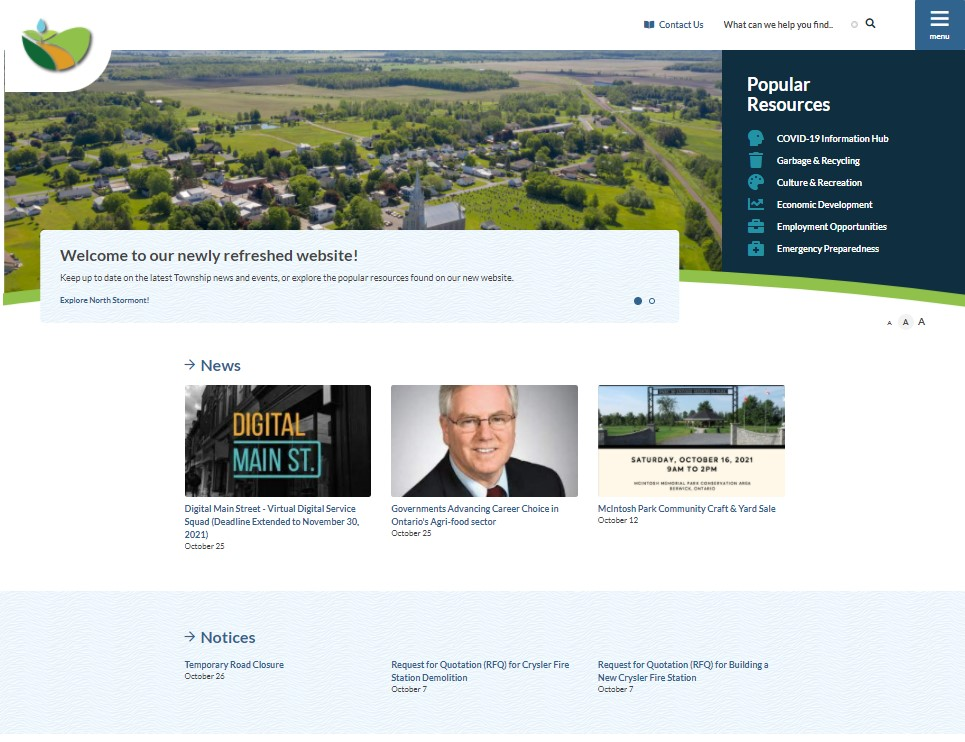 Contact Us
What can we help you find..
menu
Popular
Resources
COVID-19 Information Hub
Garbage & Recycling
Culture & Recreation
Economic Development
Employment Opportunities
Emergency Preparedness
Welcome to our newly refreshed website!
Keep up to date on the latest Township news and events, or explore the popular resources found on our new website.
Explore North Stormont!
A A A
News
DIGITAL
MAIN ST.
SATURDAY, OCTOBER 16, 2021
9AM TO 2PM
MCINTOSH MEMORIAL PARK CONSERVATION AREA
BERWICK, ONTARIO
Digital Main Street - Virtual Digital Service
Squad (Deadline Extended to November 30,
2021)
October 25
Governments Advancing Career Choice in
Ontario's Agri-food sector
October 25
McIntosh Park Community Craft & Yard Sale
October 12
Notices
Temporary Road Closure
October 26
Request for Quotation (RFQ) for Crysler Fire
Station Demolition
October 7
Request for Quotation (RFQ) for Building a
New Crysler Fire Station
October 7